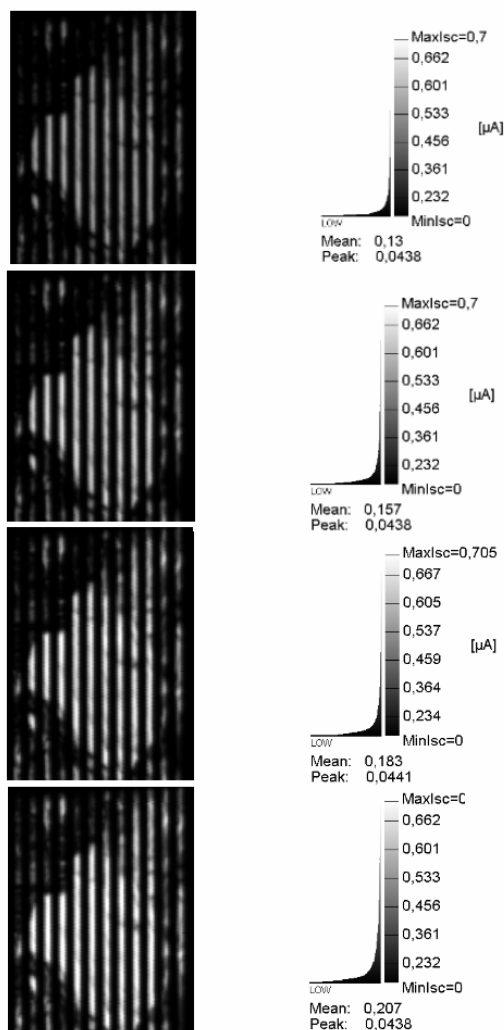 MaxIsc=0,7
0,662
0,601
0,533
[µA]
0,456
0,361
0,232
LOW
MinIsc=0
Mean: 0,13
Peak: 0,0438
MaxIsc=0,7
0,662
0,601
0,533
[µA]
0,456
0,361
0,232
LOW
MinIsc=0
Mean: 0,157
Peak: 0,0438
MaxIsc=0,705
0,667
0,605
0,537
[µA]
0,459
0,364
0,234
LOW
MinIsc=0
Mean: 0,183
Peak: 0,0441
MaxIsc=0
0,662
0,601
0,533
0,456
0,361
0,232
LOW
MinIsc=0
Mean: 0,207
Peak: 0,0438